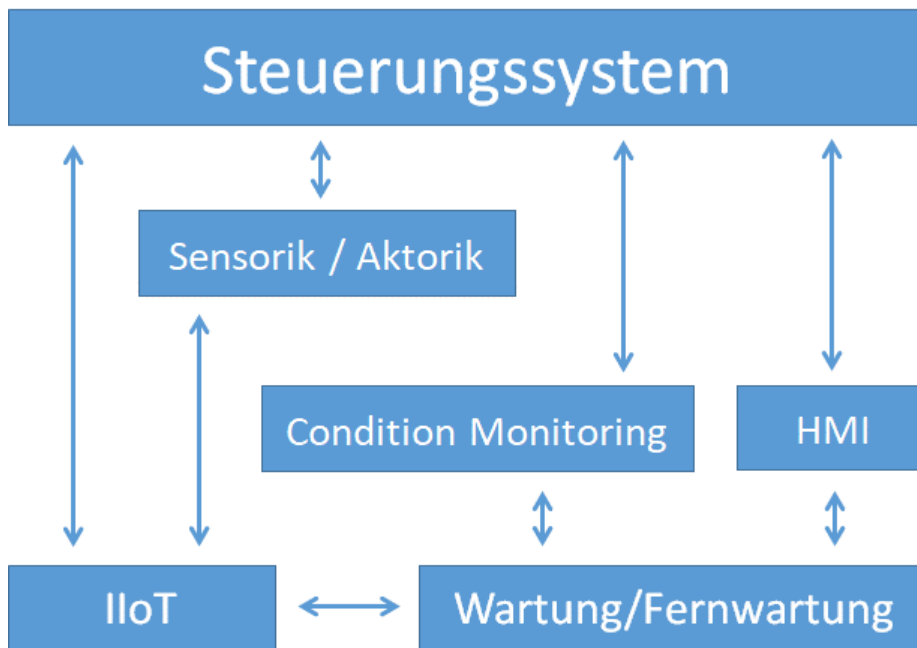 Steuerungssystem
Sensorik / Aktorik
Condition Monitoring
HMI
IIoT
Wartung/Fernwartung